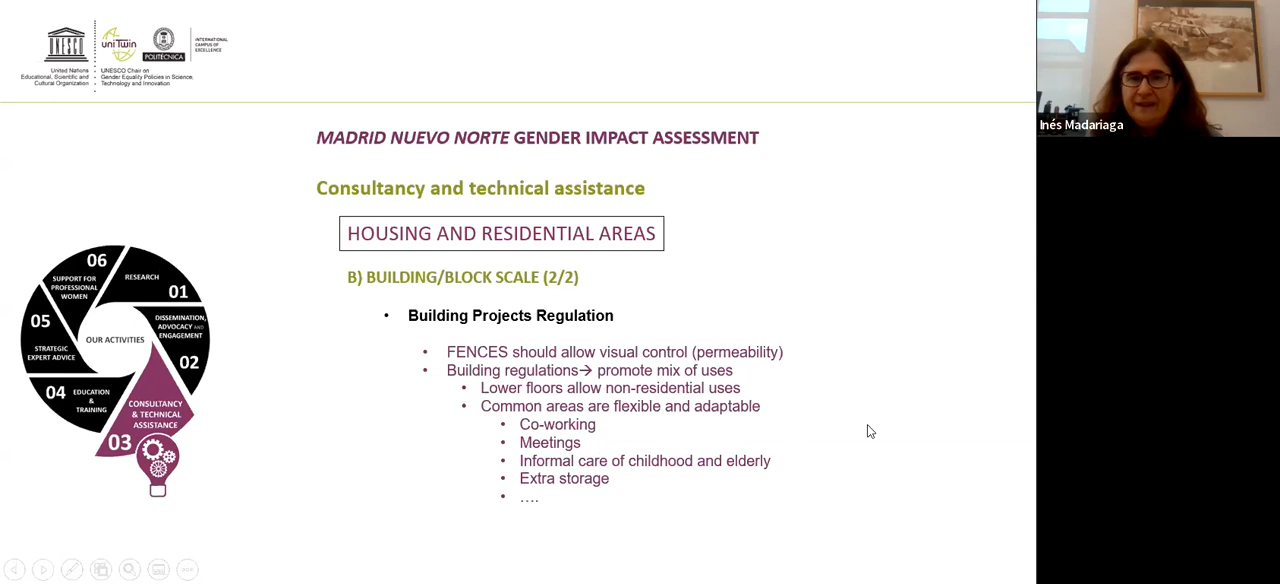 UNESCO
uniTwin
POLITÉCNICA
INTERNATIONAL
CAMPUS OF
EXCELLENCE
United Nations
Educational, Scientific and
Cultural Organization
UNESCO Chair on
Gender Equality Policies in Science,
Technology and Innovation
Inés Madariaga
MADRID NUEVO NORTE GENDER IMPACT ASSESSMENT
Consultancy and technical assistance
HOUSING AND RESIDENTIAL AREAS
B) BUILDING/BLOCK SCALE (2/2)
• Building Projects Regulation
• FENCES should allow visual control (permeability)
• Building regulations→ promote mix of uses
• Lower floors allow non-residential uses
• Common areas are flexible and adaptable
• Co-working
• Meetings
• Informal care of childhood and elderly
• Extra storage
• ....
OUR ACTIVITIES
RESEARCH
01
DISSEMINATION,
ADVOCACY AND
ENGAGEMENT
02
CONSULTANCY
& TECHNICAL
ASSISTANCE
03
04
EDUCATION
&
TRAINING
05
STRATEGIC
EXPERT ADVICE
06
SUPPORT FOR
PROFESSIONAL
WOMEN